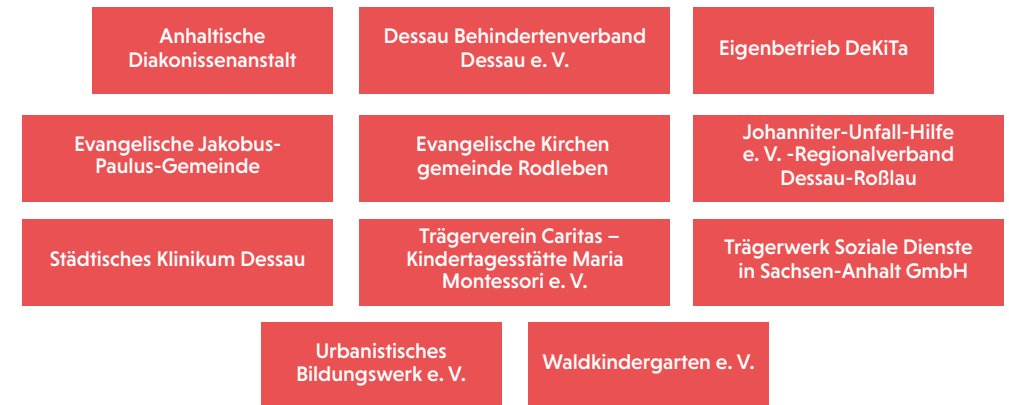 Anhaltische
Diakonissenanstalt
Dessau Behindertenverband
Dessau e. V.
Eigenbetrieb DeKiTa
Evangelische Jakobus-
Paulus-Gemeinde
Evangelische Kirchen
gemeinde Rodleben
Johanniter-Unfall-Hilfe
e. V. -Regionalverband
Dessau-Roßlau
Städtisches Klinikum Dessau
Trägerverein Caritas –
Kindertagesstätte Maria
Montessori e. V.
Trägerwerk Soziale Dienste
in Sachsen-Anhalt GmbH
Urbanistisches
Bildungswerk e. V.
Waldkindergarten e. V.